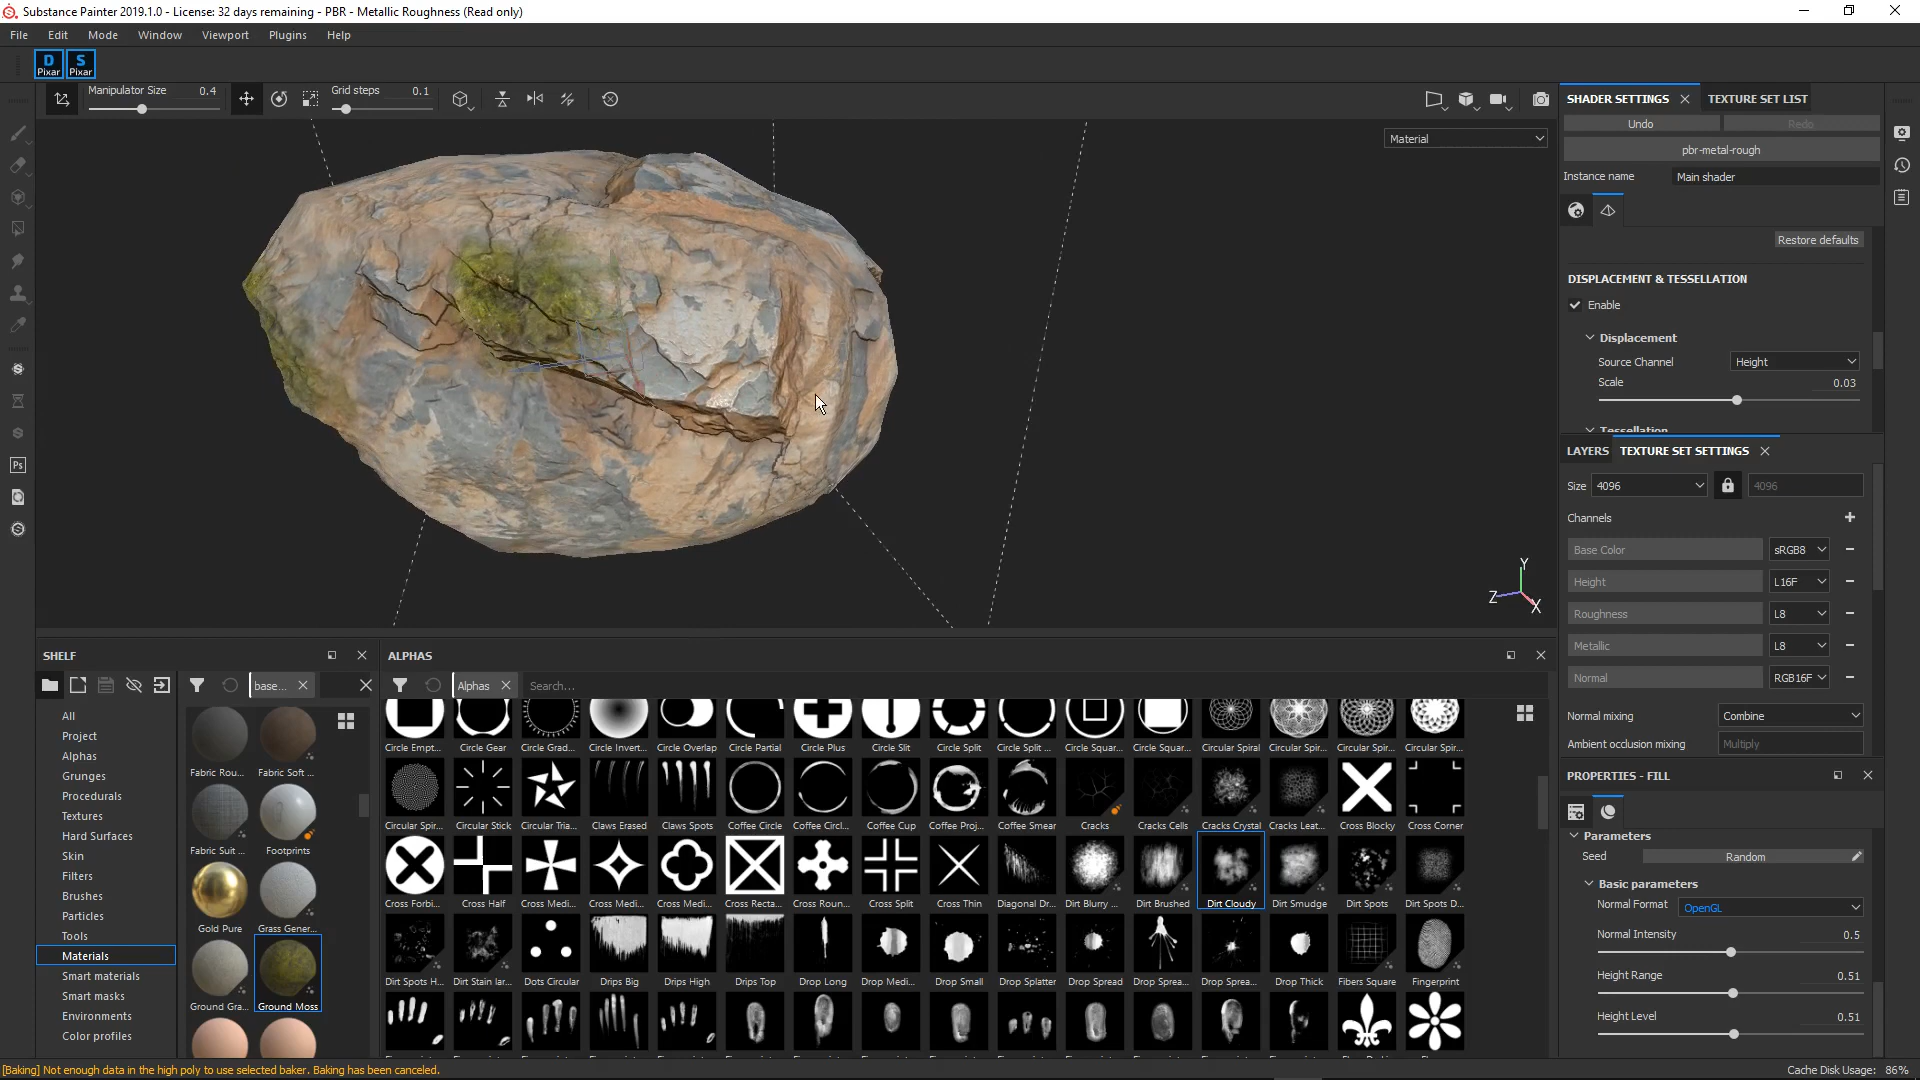 Substance Painter 2019.1.0 - License: 32 days remaining - PBR - Metallic Roughness (Read only)
File Edit Mode Window Viewport Plugins Help
D Pixar S Pixar
Manipulator Size 0.4 Grid steps 0.1
Material
SHADER SETTINGS TEXTURE SET LIST
Undo Redo
pbr-metal-rough
Instance name Main shader
Restore defaults
DISPLACEMENT & TESSELLATION
Enable
Displacement
Source Channel Height
Scale 0.03
Tessellation
LAYERS TEXTURE SET SETTINGS
Size 4096 4096
Channels
Base Color sRGB8
Height L16F
Roughness L8
Metallic L8
Normal RGB16F
Normal mixing Combine
Ambient occlusion mixing Multiply
PROPERTIES - FILL
Parameters
Seed Random
Basic parameters
Normal Format OpenGL
Normal Intensity 0.5
Height Range 0.51
Height Level 0.51
Y
Z X
Ps
SHELF
base...
All
Project
Alphas
Grunges
Procedurals
Textures
Hard Surfaces
Skin
Filters
Brushes
Particles
Tools
Materials
Smart materials
Smart masks
Environments
Color profiles
Fabric Rou... Fabric Soft ...
Fabric Suit ... Footprints
Gold Pure Grass Gener...
Ground Gra... Ground Moss
ALPHAS
Alphas Search...
Circle Empt... Circle Gear Circle Grad... Circle Invert... Circle Overlap Circle Partial Circle Plus Circle Slit Circle Split Circle Split ... Circle Squar... Circle Squar... Circular Spiral Circular Spir... Circular Spir... Circular Spir...
Circular Spir... Circular Stick Circular Tria... Claws Erased Claws Spots Coffee Circle Coffee Circl... Coffee Cup Coffee Proj... Coffee Smear Cracks Cracks Cells Cracks Crystal Cracks Leat... Cross Blocky Cross Corner
Cross Forbi... Cross Half Cross Medi... Cross Medi... Cross Medi... Cross Recta... Cross Roun... Cross Split Cross Thin Diagonal Dr... Dirt Blurry ... Dirt Brushed Dirt Cloudy Dirt Smudge Dirt Spots Dirt Spots D...
Dirt Spots H... Dirt Stain lar... Dots Circular Drips Big Drips High Drips Top Drop Long Drop Medi... Drop Small Drop Splatter Drop Spread Drop Sprea... Drop Sprea... Drop Thick Fibers Square Fingerprint
[Baking] Not enough data in the high poly to use selected baker. Baking has been canceled.
Cache Disk Usage: 86%